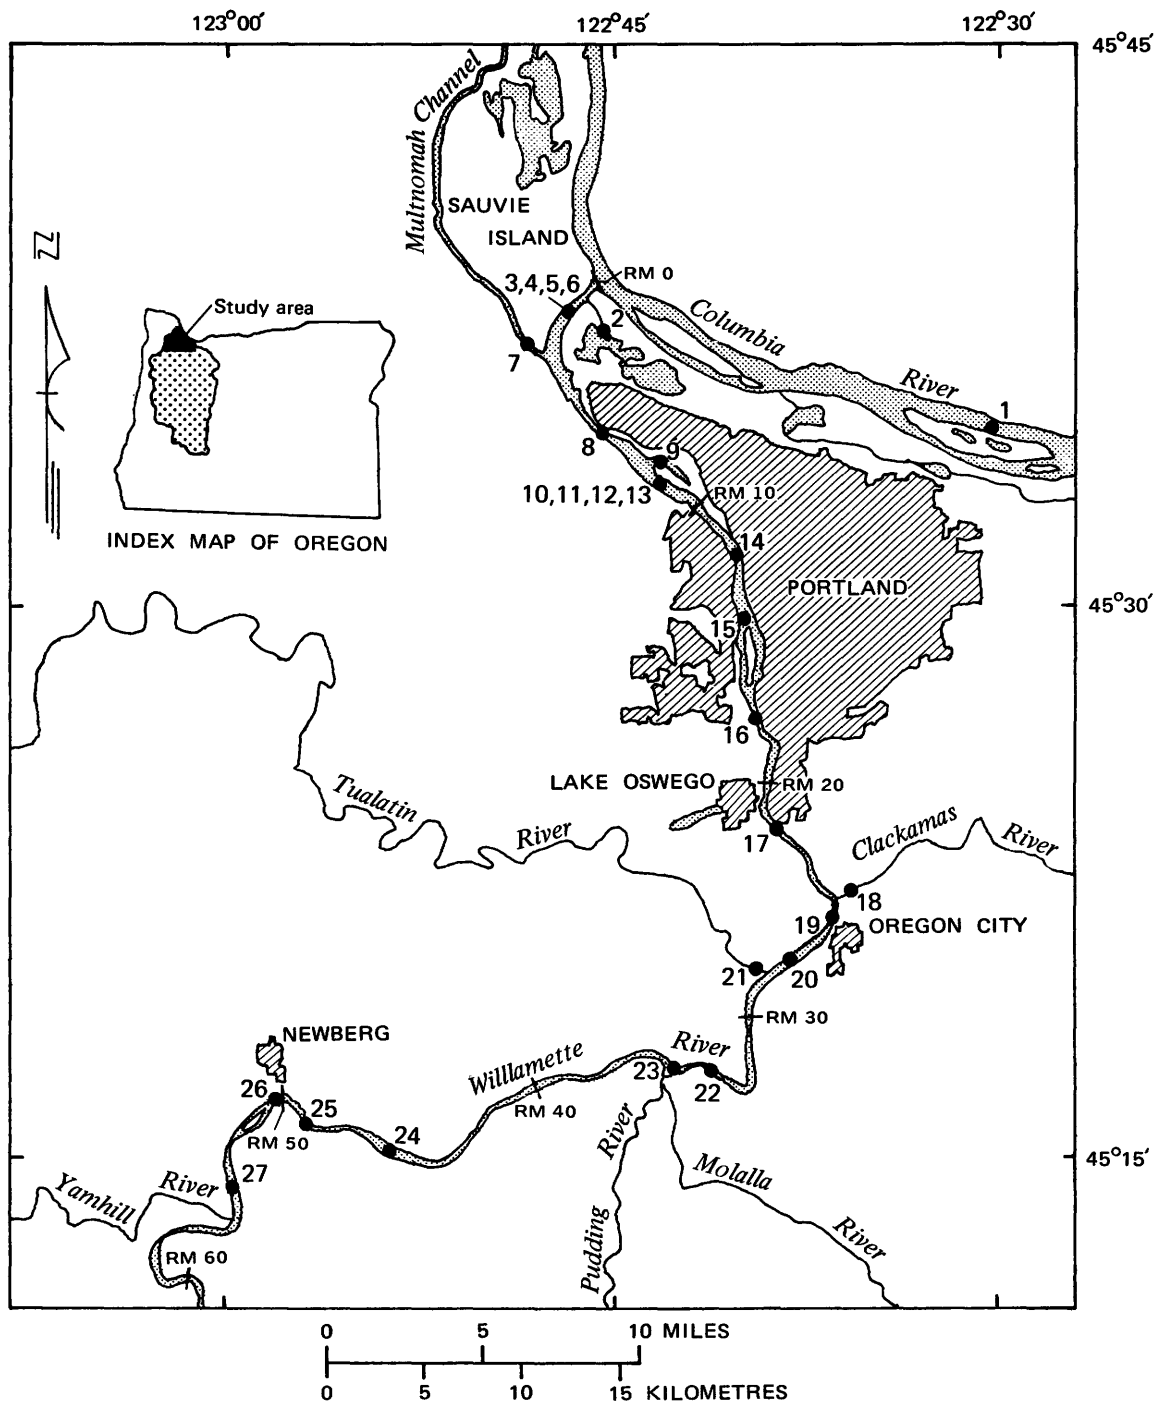 123°00′
122°45′
122°30′
45°45′
Multnomah Channel
SAUVIE
ISLAND
RM 0
3,4,5,6
2
7
Columbia
River
1
Study area
INDEX MAP OF OREGON
8
9
10,11,12,13
RM 10
14
PORTLAND
45°30′
15
16
LAKE OSWEGO
RM 20
17
Tualatin
River
Clackamas
River
18
19
OREGON CITY
20
21
RM 30
NEWBERG
Willlamette
River
23
22
RM 40
26
25
RM 50
24
27
Yamhill
River
RM 60
Pudding
River
Molalla
River
45°15′
0 5 10 MILES
0 5 10 15 KILOMETRES